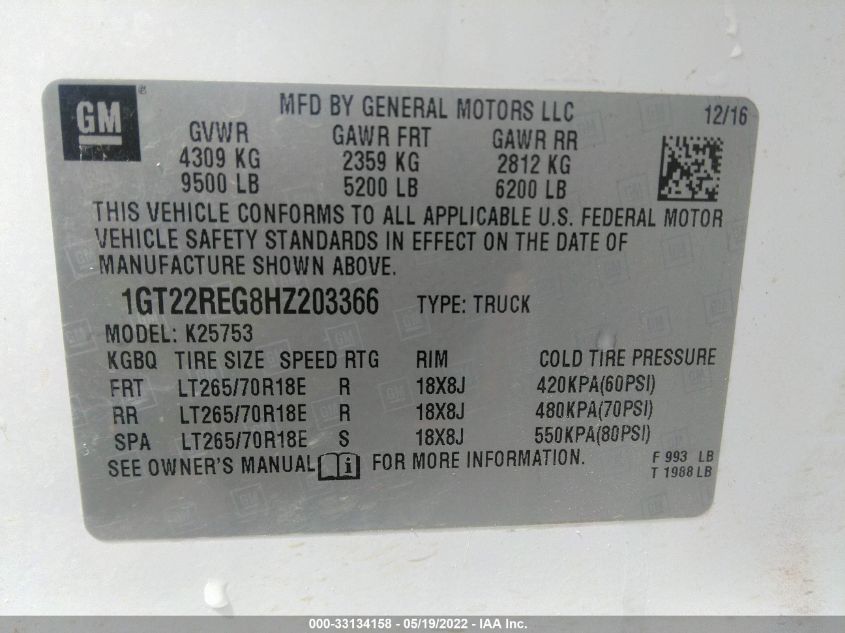 GM ®
MFD BY GENERAL MOTORS LLC 12/16
GVWR GAWR FRT GAWR RR
4309 KG 2359 KG 2812 KG
9500 LB 5200 LB 6200 LB
THIS VEHICLE CONFORMS TO ALL APPLICABLE U.S. FEDERAL MOTOR
VEHICLE SAFETY STANDARDS IN EFFECT ON THE DATE OF
MANUFACTURE SHOWN ABOVE.
1GT22REG8HZ203366 TYPE: TRUCK
MODEL: K25753
KGBQ TIRE SIZE SPEED RTG RIM COLD TIRE PRESSURE
FRT LT265/70R18E R 18X8J 420KPA(60PSI)
RR LT265/70R18E R 18X8J 480KPA(70PSI)
SPA LT265/70R18E S 18X8J 550KPA(80PSI)
SEE OWNER'S MANUAL i FOR MORE INFORMATION.
F 993 LB
T 1988 LB
000-33134158 - 05/19/2022 - IAA Inc.